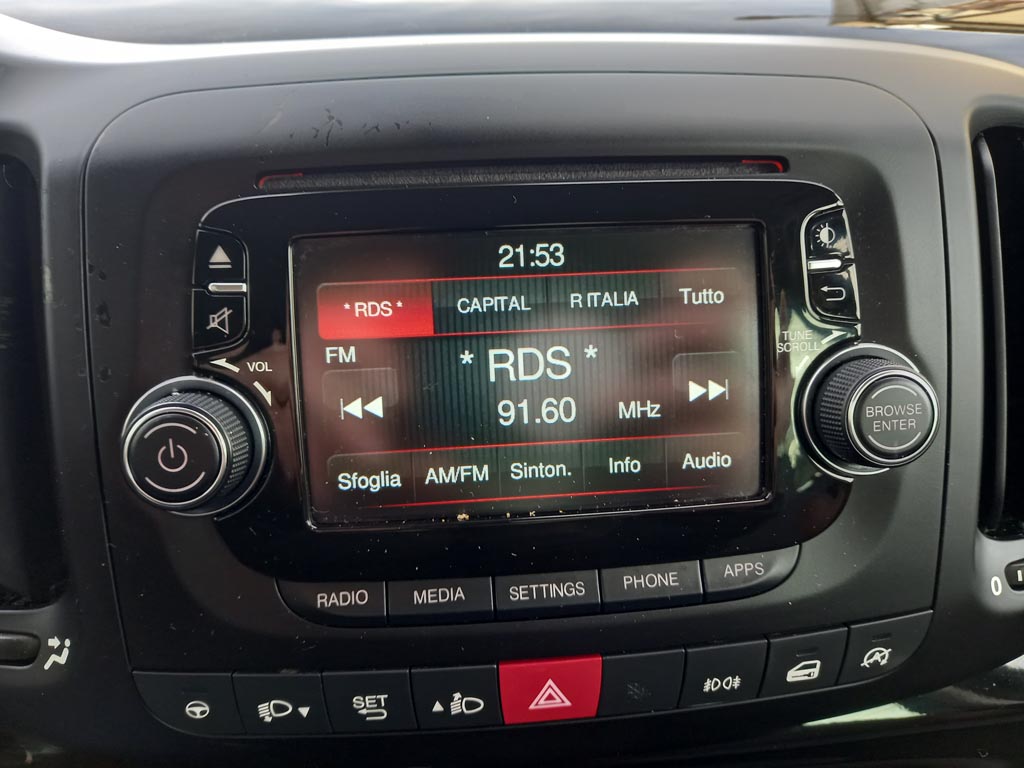 21:53
* RDS * CAPITAL R ITALIA Tutto
FM
* RDS *
91.60 MHz
Sfoglia AM/FM Sinton. Info Audio
VOL
TUNE
SCROLL
BROWSE
ENTER
RADIO MEDIA SETTINGS PHONE APPS
0
SET